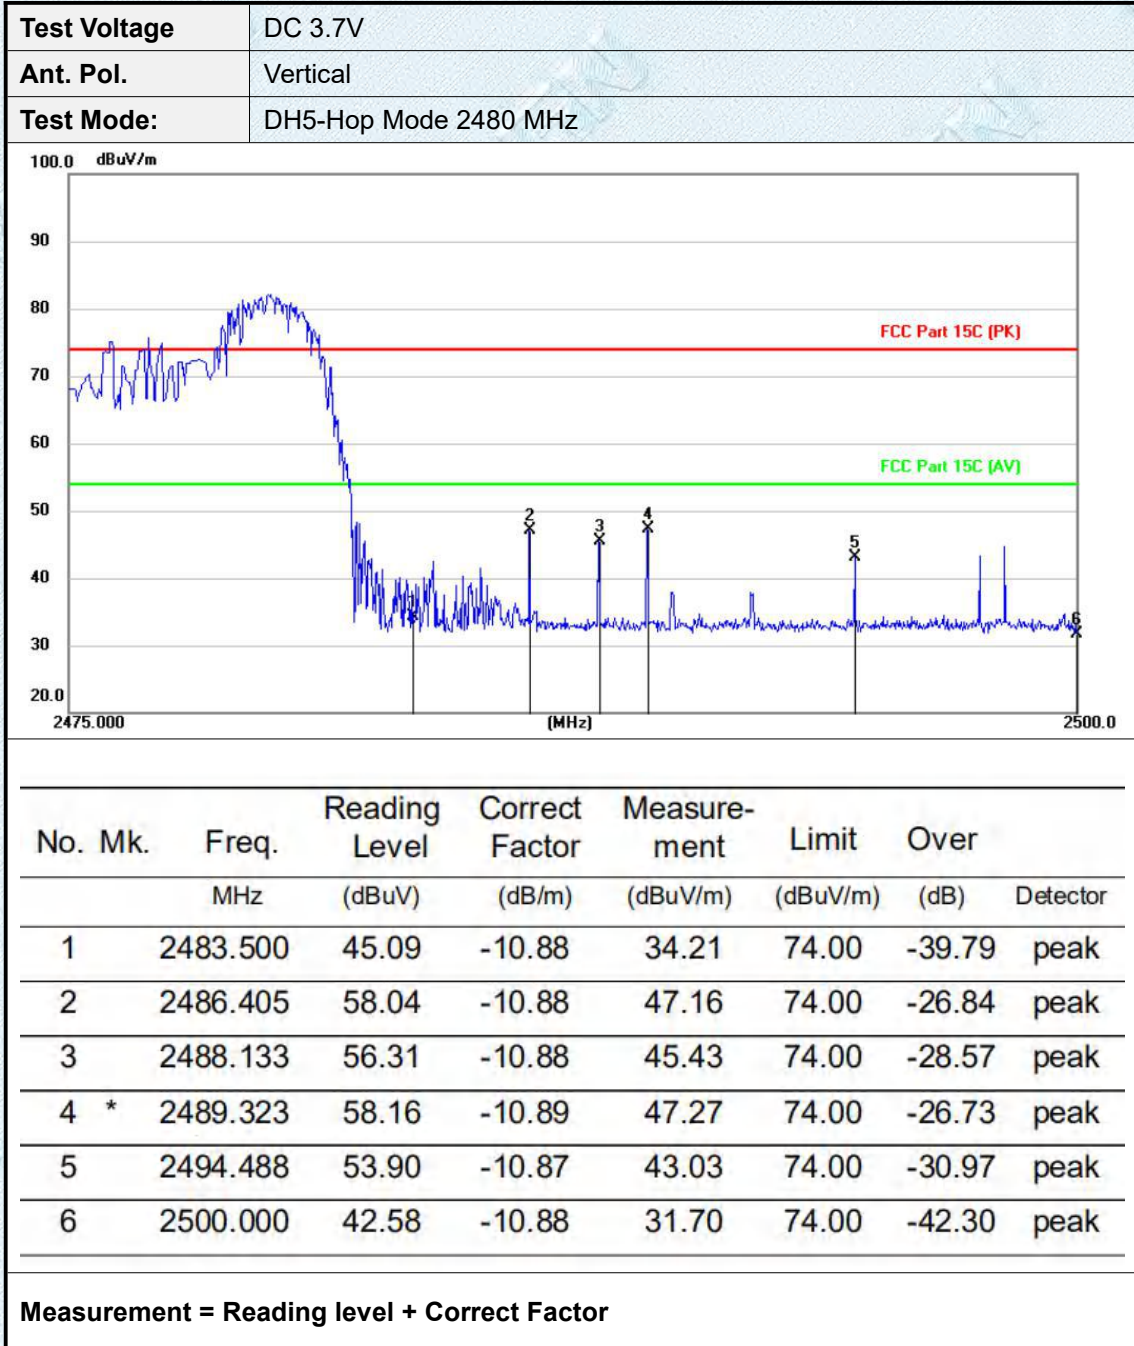 Test Voltage DC 3.7V
Ant. Pol. Vertical
Test Mode: DH5-Hop Mode 2480 MHz
100.0 dBuV/m
90
80
FCC Part 15C (PK)
70
60
FCC Part 15C (AV)
50
2
3
4
5
40
1
30
6
20.0
2475.000 (MHz) 2500.0
No. Mk. Freq. Reading Level Correct Factor Measure-ment Limit Over
MHz (dBuV) (dB/m) (dBuV/m) (dBuV/m) (dB) Detector
1 2483.500 45.09 -10.88 34.21 74.00 -39.79 peak
2 2486.405 58.04 -10.88 47.16 74.00 -26.84 peak
3 2488.133 56.31 -10.88 45.43 74.00 -28.57 peak
4 * 2489.323 58.16 -10.89 47.27 74.00 -26.73 peak
5 2494.488 53.90 -10.87 43.03 74.00 -30.97 peak
6 2500.000 42.58 -10.88 31.70 74.00 -42.30 peak
Measurement = Reading level + Correct Factor